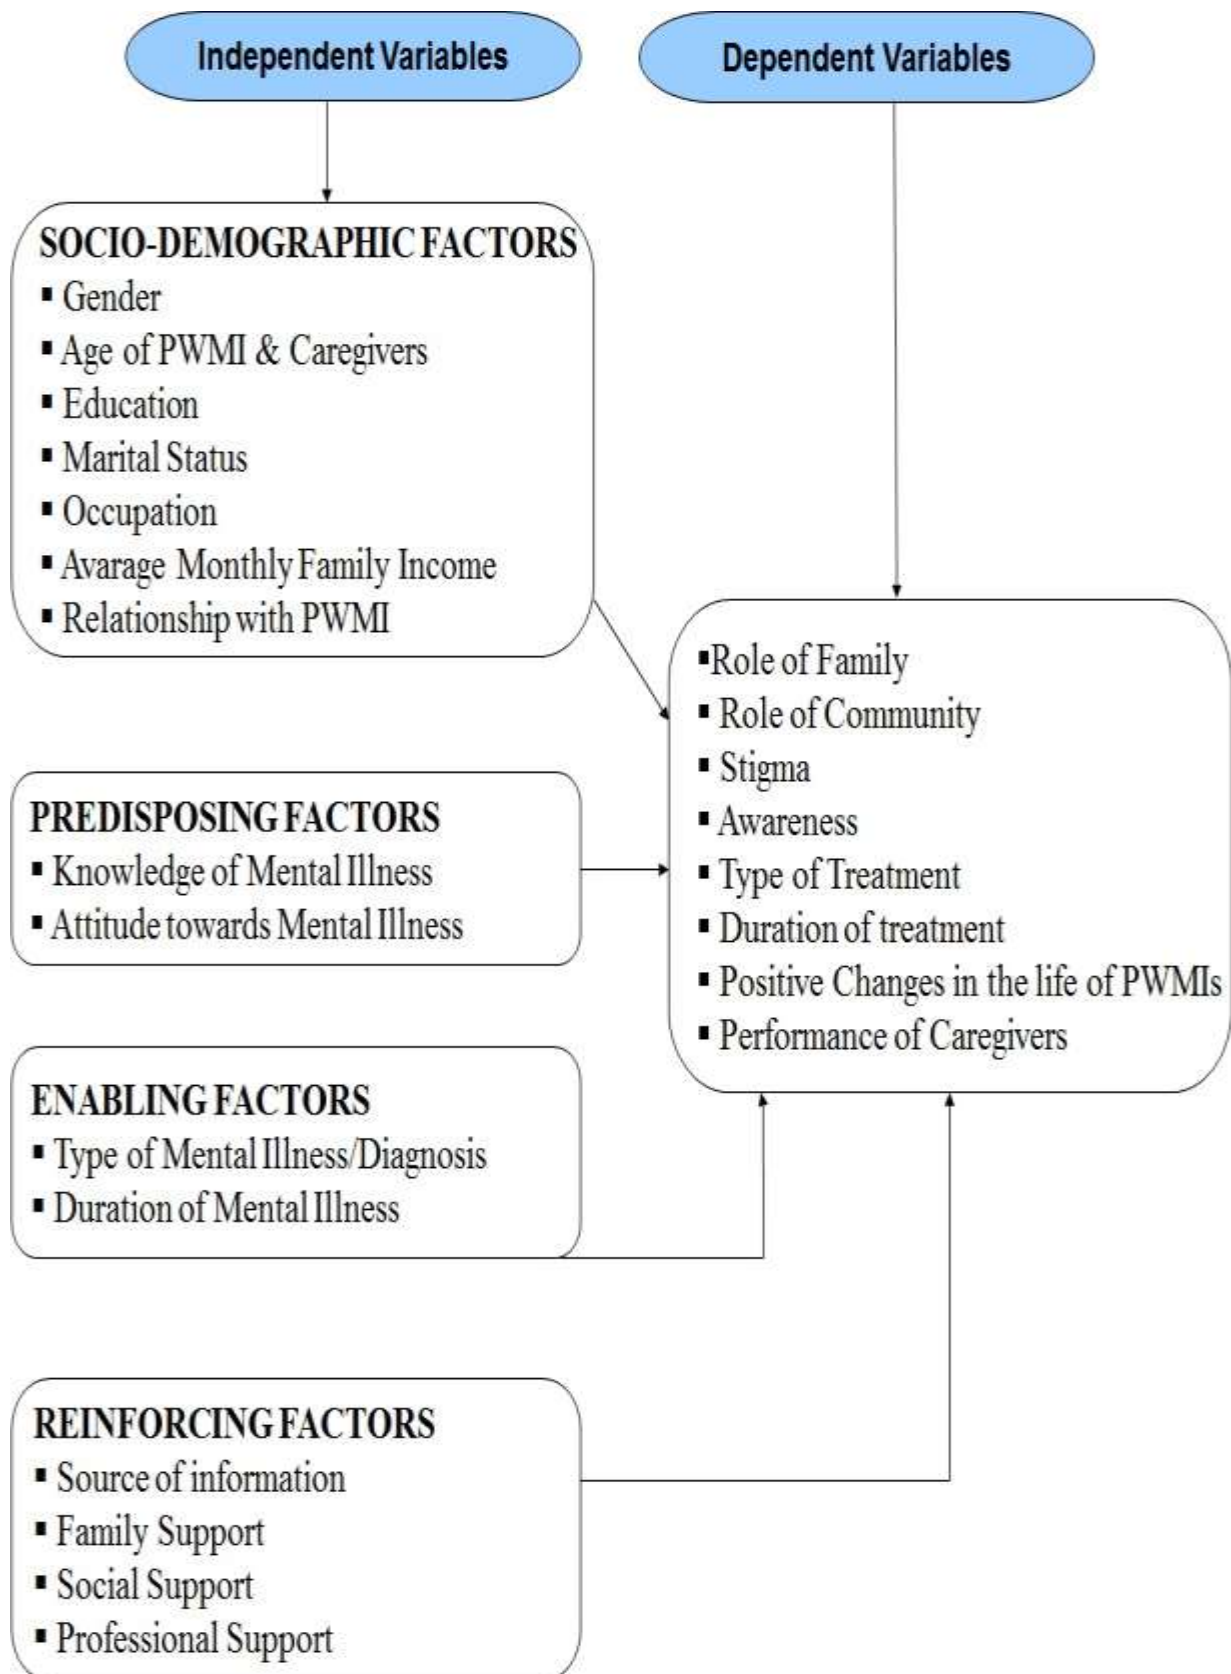 Independent Variables
Dependent Variables
SOCIO-DEMOGRAPHIC FACTORS
▪ Gender
▪ Age of PWMI & Caregivers
▪ Education
▪ Marital Status
▪ Occupation
▪ Avarage Monthly Family Income
▪ Relationship with PWMI
PREDISPOSING FACTORS
▪ Knowledge of Mental Illness
▪ Attitude towards Mental Illness
ENABLING FACTORS
▪ Type of Mental Illness/Diagnosis
▪ Duration of Mental Illness
REINFORCING FACTORS
▪ Source of information
▪ Family Support
▪ Social Support
▪ Professional Support
▪Role of Family
▪ Role of Community
▪ Stigma
▪ Awareness
▪ Type of Treatment
▪ Duration of treatment
▪ Positive Changes in the life of PWMIs
▪ Performance of Caregivers